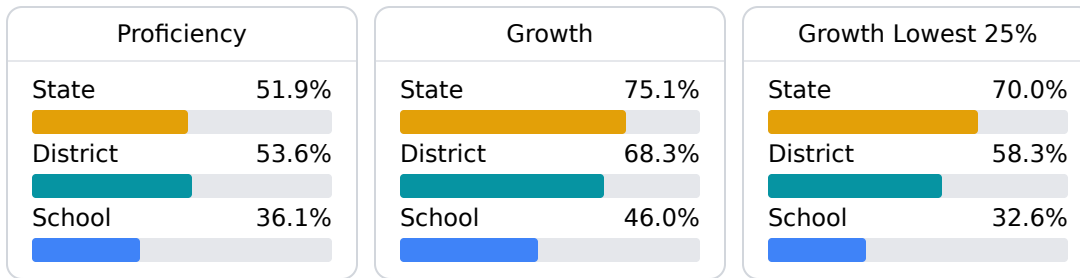 Proficiency
State 51.9%
District 53.6%
School 36.1%
Growth
State 75.1%
District 68.3%
School 46.0%
Growth Lowest 25%
State 70.0%
District 58.3%
School 32.6%